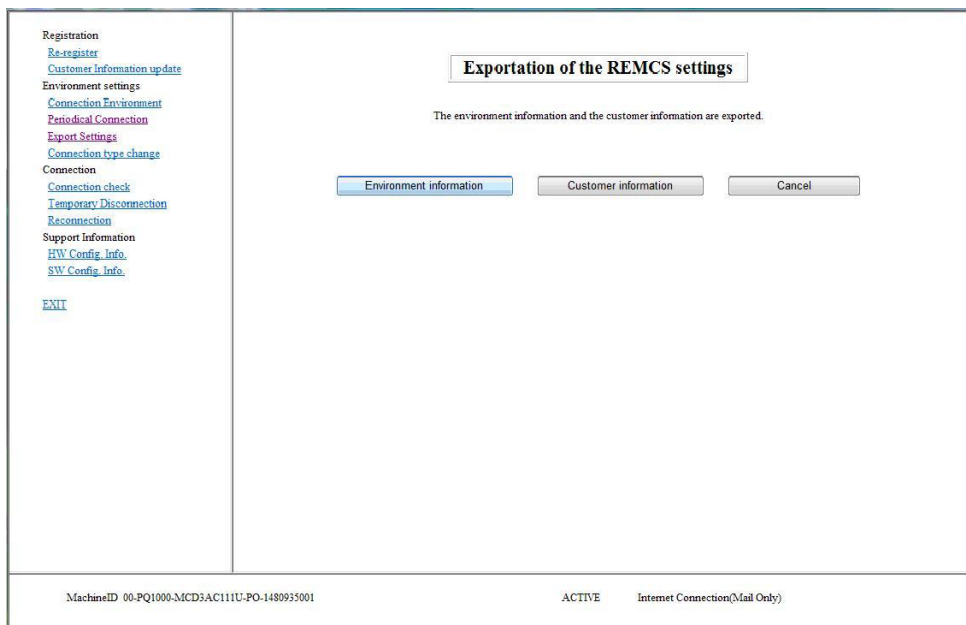 Registration
Re-register
Customer Information update
Environment settings
Connection Environment
Periodical Connection
Export Settings
Connection type change
Connection
Connection check
Temporary Disconnection
Reconnection
Support Information
HW Config. Info.
SW Config. Info.
EXIT
Exportation of the REMCS settings
The environment information and the customer information are exported.
Environment information Customer information Cancel
MachineID 00-PQ1000-MCD3AC111U-PO-1480935001 ACTIVE Internet Connection(Mail Only)